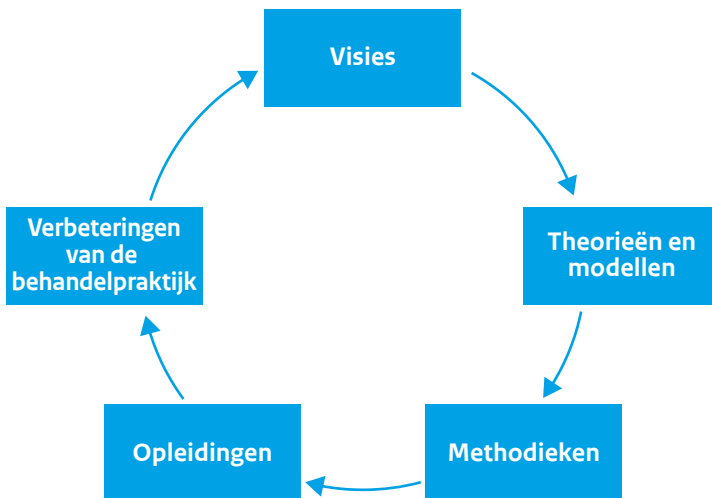 Visies
Theorieën en
modellen
Methodieken
Opleidingen
Verbeteringen
van de
behandelpraktijk